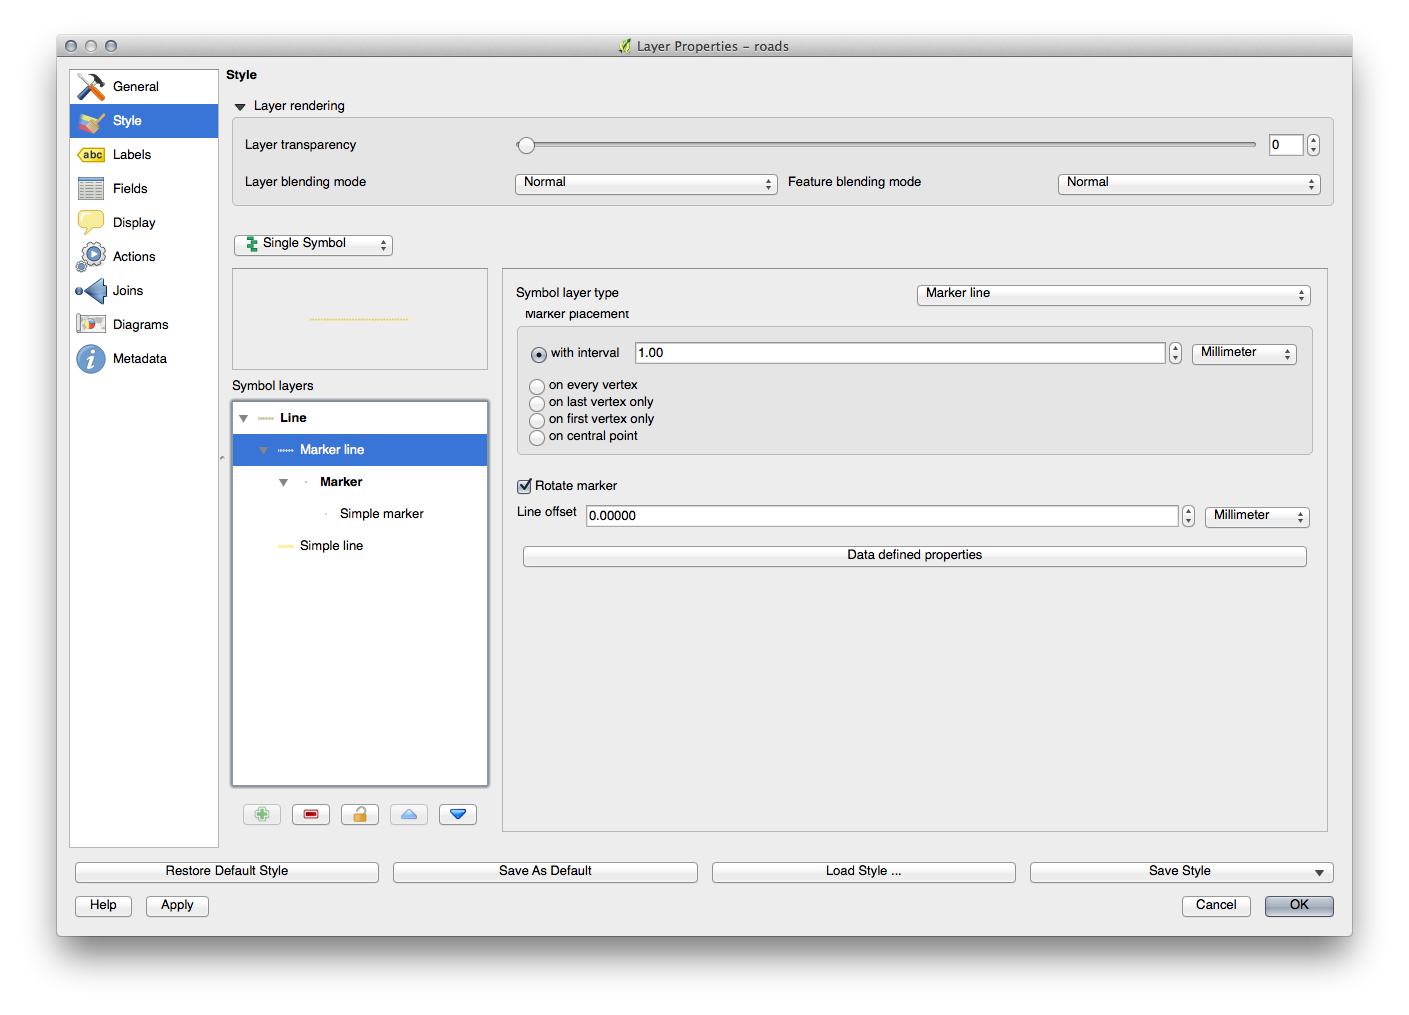 Layer Properties – roads
General
Style
Labels
Fields
Display
Actions
Joins
Diagrams
Metadata
Style
Layer rendering
Layer transparency
0
Layer blending mode
Normal
Feature blending mode
Normal
Single Symbol
Symbol layers
Line
Marker line
Marker
Simple marker
Simple line
Symbol layer type
Marker line
Marker placement
with interval
1.00
Millimeter
on every vertex
on last vertex only
on first vertex only
on central point
Rotate marker
Line offset
0.00000
Millimeter
Data defined properties
Restore Default Style
Save As Default
Load Style ...
Save Style
Help
Apply
Cancel
OK
abc